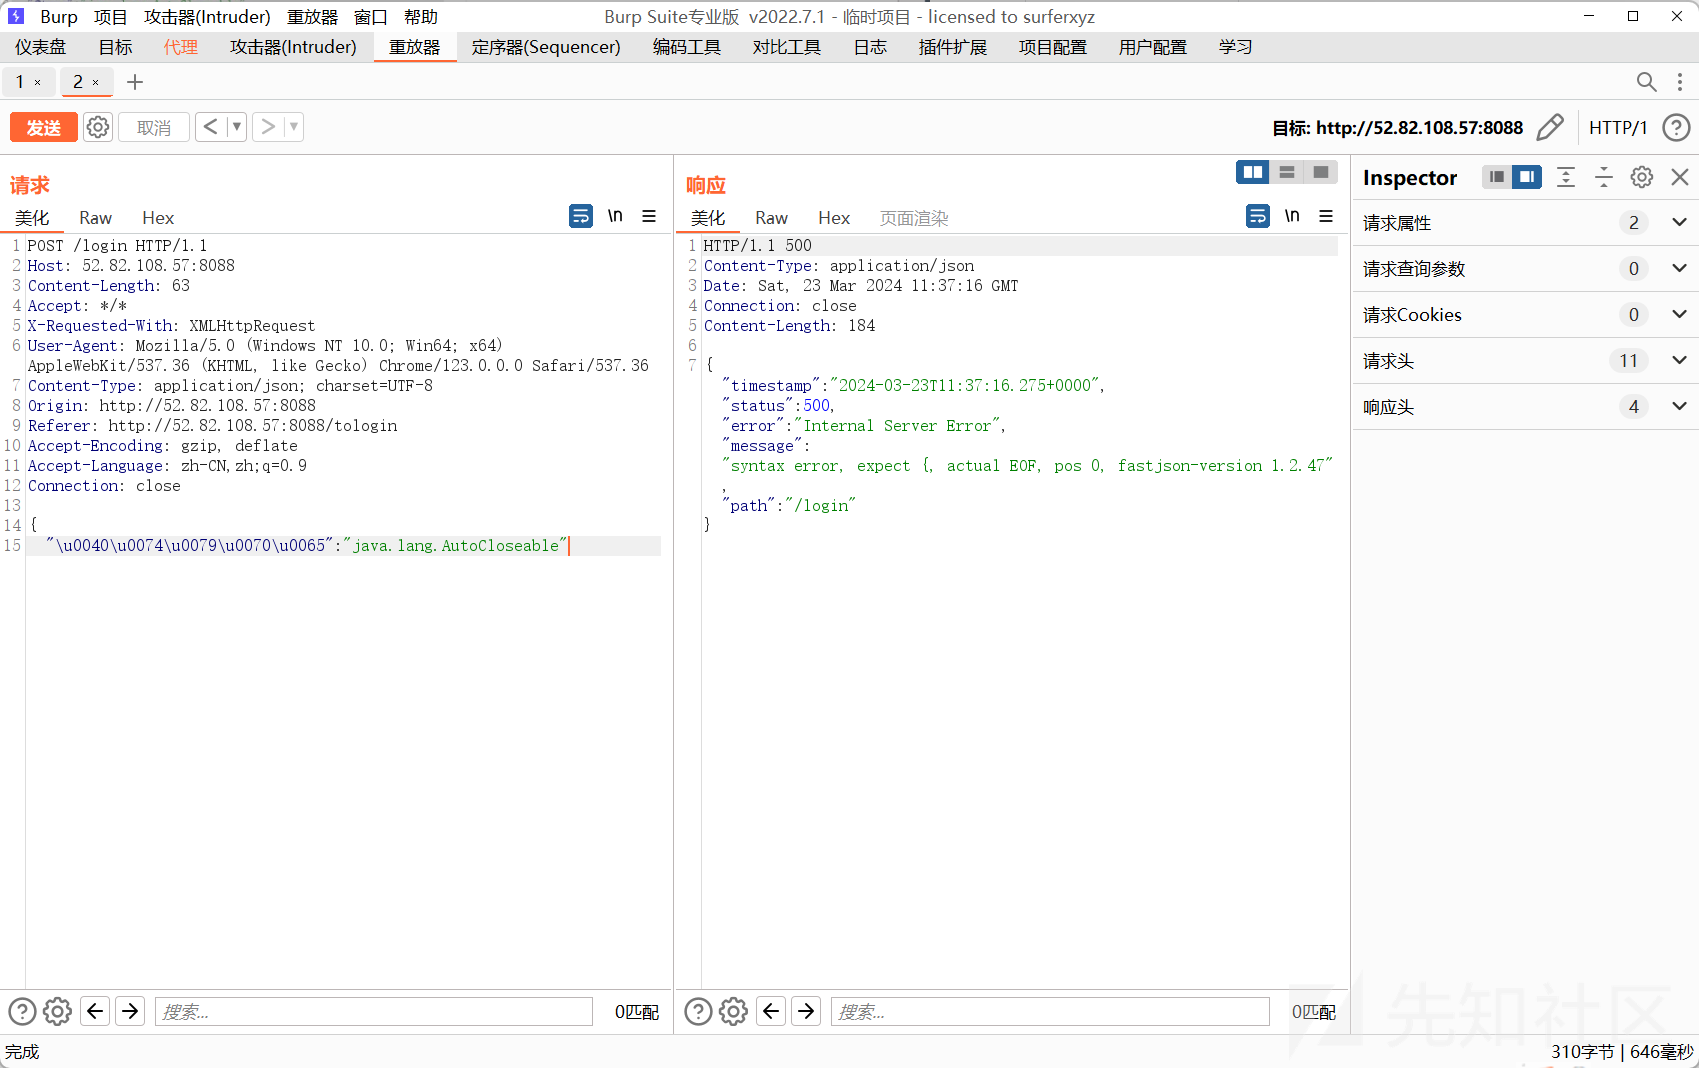 Burp 项目 攻击器(Intruder) 重放器 窗口 帮助 Burp Suite专业版 v2022.7.1 - 临时项目 - licensed to surferxyz
仪表盘 目标 代理 攻击器(Intruder) 重放器 定序器(Sequencer) 编码工具 对比工具 日志 插件扩展 项目配置 用户配置 学习
1 × 2 × +
发送 取消 < > 目标: http://52.82.108.57:8088 HTTP/1 ?
请求
美化 Raw Hex \n
1 POST /login HTTP/1.1
2 Host: 52.82.108.57:8088
3 Content-Length: 63
4 Accept: */*
5 X-Requested-With: XMLHttpRequest
6 User-Agent: Mozilla/5.0 (Windows NT 10.0; Win64; x64)
AppleWebKit/537.36 (KHTML, like Gecko) Chrome/123.0.0.0 Safari/537.36
7 Content-Type: application/json; charset=UTF-8
8 Origin: http://52.82.108.57:8088
9 Referer: http://52.82.108.57:8088/tologin
10 Accept-Encoding: gzip, deflate
11 Accept-Language: zh-CN,zh;q=0.9
12 Connection: close
13
14 {
15 "\u0040\u0074\u0079\u0070\u0065":"java.lang.AutoCloseable"
? 搜索... 0匹配
响应
美化 Raw Hex 页面渲染 \n
1 HTTP/1.1 500
2 Content-Type: application/json
3 Date: Sat, 23 Mar 2024 11:37:16 GMT
4 Connection: close
5 Content-Length: 184
6
7 {
"timestamp":"2024-03-23T11:37:16.275+0000",
"status":500,
"error":"Internal Server Error",
"message":
"syntax error, expect {, actual EOF, pos 0, fastjson-version 1.2.47"
,
"path":"/login"
}
? 搜索... 0匹配
Inspector
请求属性 2
请求查询参数 0
请求Cookies 0
请求头 11
响应头 4
先知社区
完成 310字节 | 646毫秒